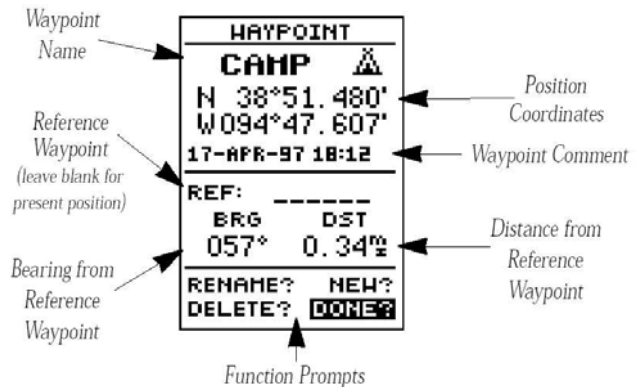 Waypoint
Name
Reference
Waypoint
(leave blank for
present position)
Bearing from
Reference
Waypoint
WAYPOINT
CAMP
N 38°51.480'
W094°47.607'
17-APR-97 18:12
REF: ______
BRG DST
057° 0.34mi
RENAME? NEW?
DELETE? DONE?
Position
Coordinates
Waypoint Comment
Distance from
Reference
Waypoint
Function Prompts